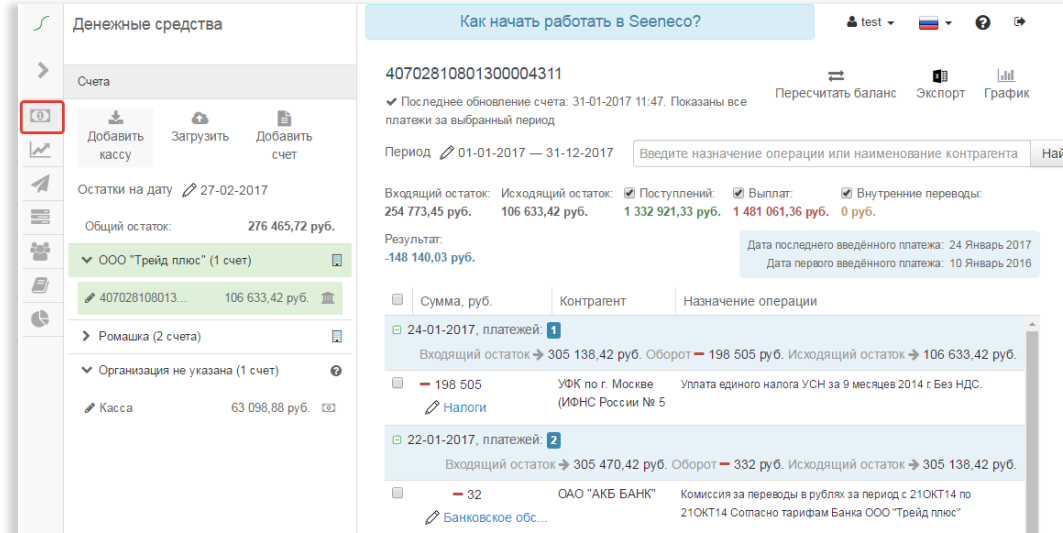 Денежные средства
Как начать работать в Seeneco?
test
Счета
Добавить кассу
Загрузить
Добавить счет
Остатки на дату 27-02-2017
Общий остаток: 276 465,72 руб.
ООО "Трейд плюс" (1 счет)
407028108013... 106 633,42 руб.
Ромашка (2 счета)
Организация не указана (1 счет)
Касса 63 098,88 руб.
40702810801300004311
Последнее обновление счета: 31-01-2017 11:47. Показаны все
платежи за выбранный период
Пересчитать баланс Экспорт График
Период 01-01-2017 — 31-12-2017 Введите назначение операции или наименование контрагента Най
Входящий остаток: Исходящий остаток: Поступлений: Выплат: Внутренние переводы:
254 773,45 руб. 106 633,42 руб. 1 332 921,33 руб. 1 481 061,36 руб. 0 руб.
Результат:
-148 140,03 руб.
Дата последнего введённого платежа: 24 Январь 2017
Дата первого введённого платежа: 10 Январь 2016
Сумма, руб. Контрагент Назначение операции
24-01-2017, платежей: 1
Входящий остаток 305 138,42 руб. Оборот − 198 505 руб. Исходящий остаток 106 633,42 руб.
− 198 505 УФК по г. Москве Уплата единого налога УСН за 9 месяцев 2014 г. Без НДС.
Налоги (ИФНС России № 5
22-01-2017, платежей: 2
Входящий остаток 305 470,42 руб. Оборот − 332 руб. Исходящий остаток 305 138,42 руб.
− 32 ОАО "АКБ БАНК" Комиссия за переводы в рублях за период с 21ОКТ14 по
Банковское обс... 21ОКТ14 Согласно тарифам Банка ООО "Трейд плюс"